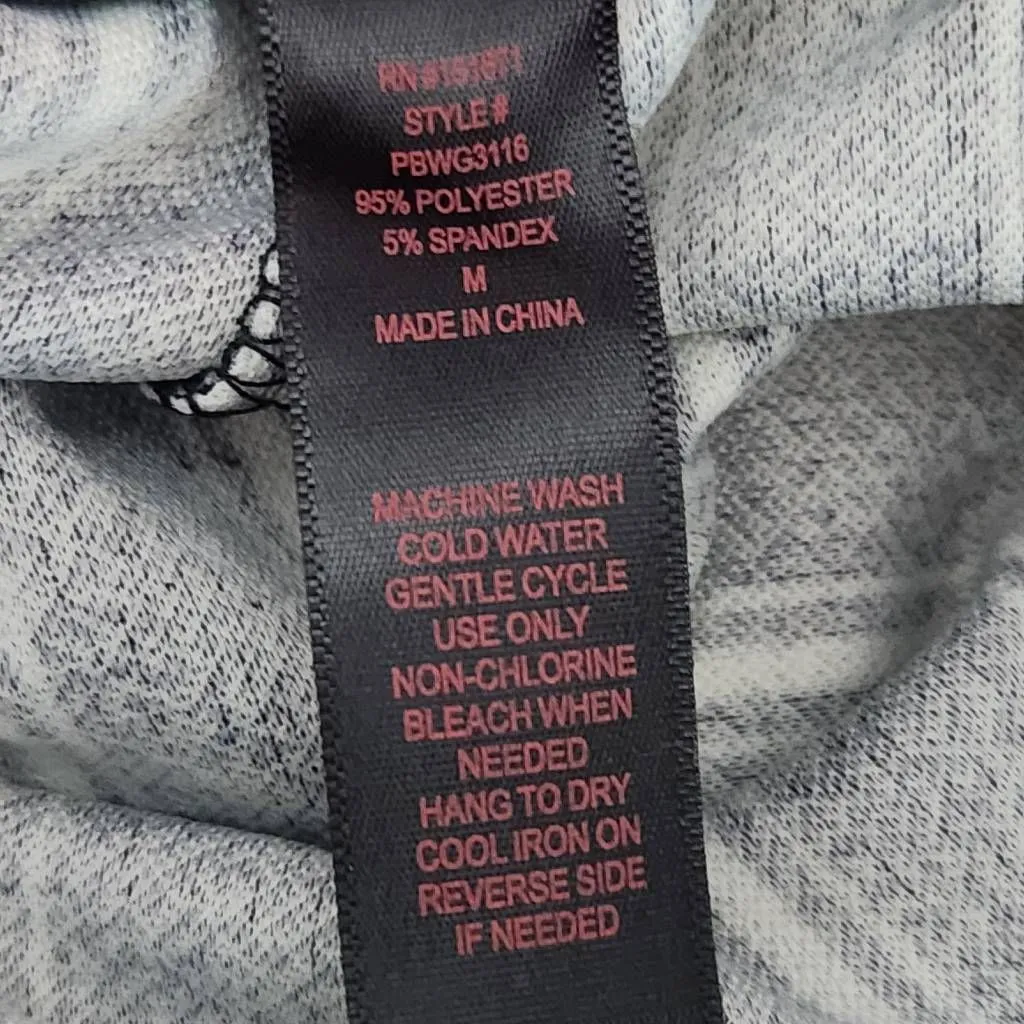 STYLE #
PBWG3116
95% POLYESTER
5% SPANDEX
M
MADE IN CHINA
MACHINE WASH
COLD WATER
GENTLE CYCLE
USE ONLY
NON-CHLORINE
BLEACH WHEN
NEEDED
HANG TO DRY
COOL IRON ON
REVERSE SIDE
IF NEEDED